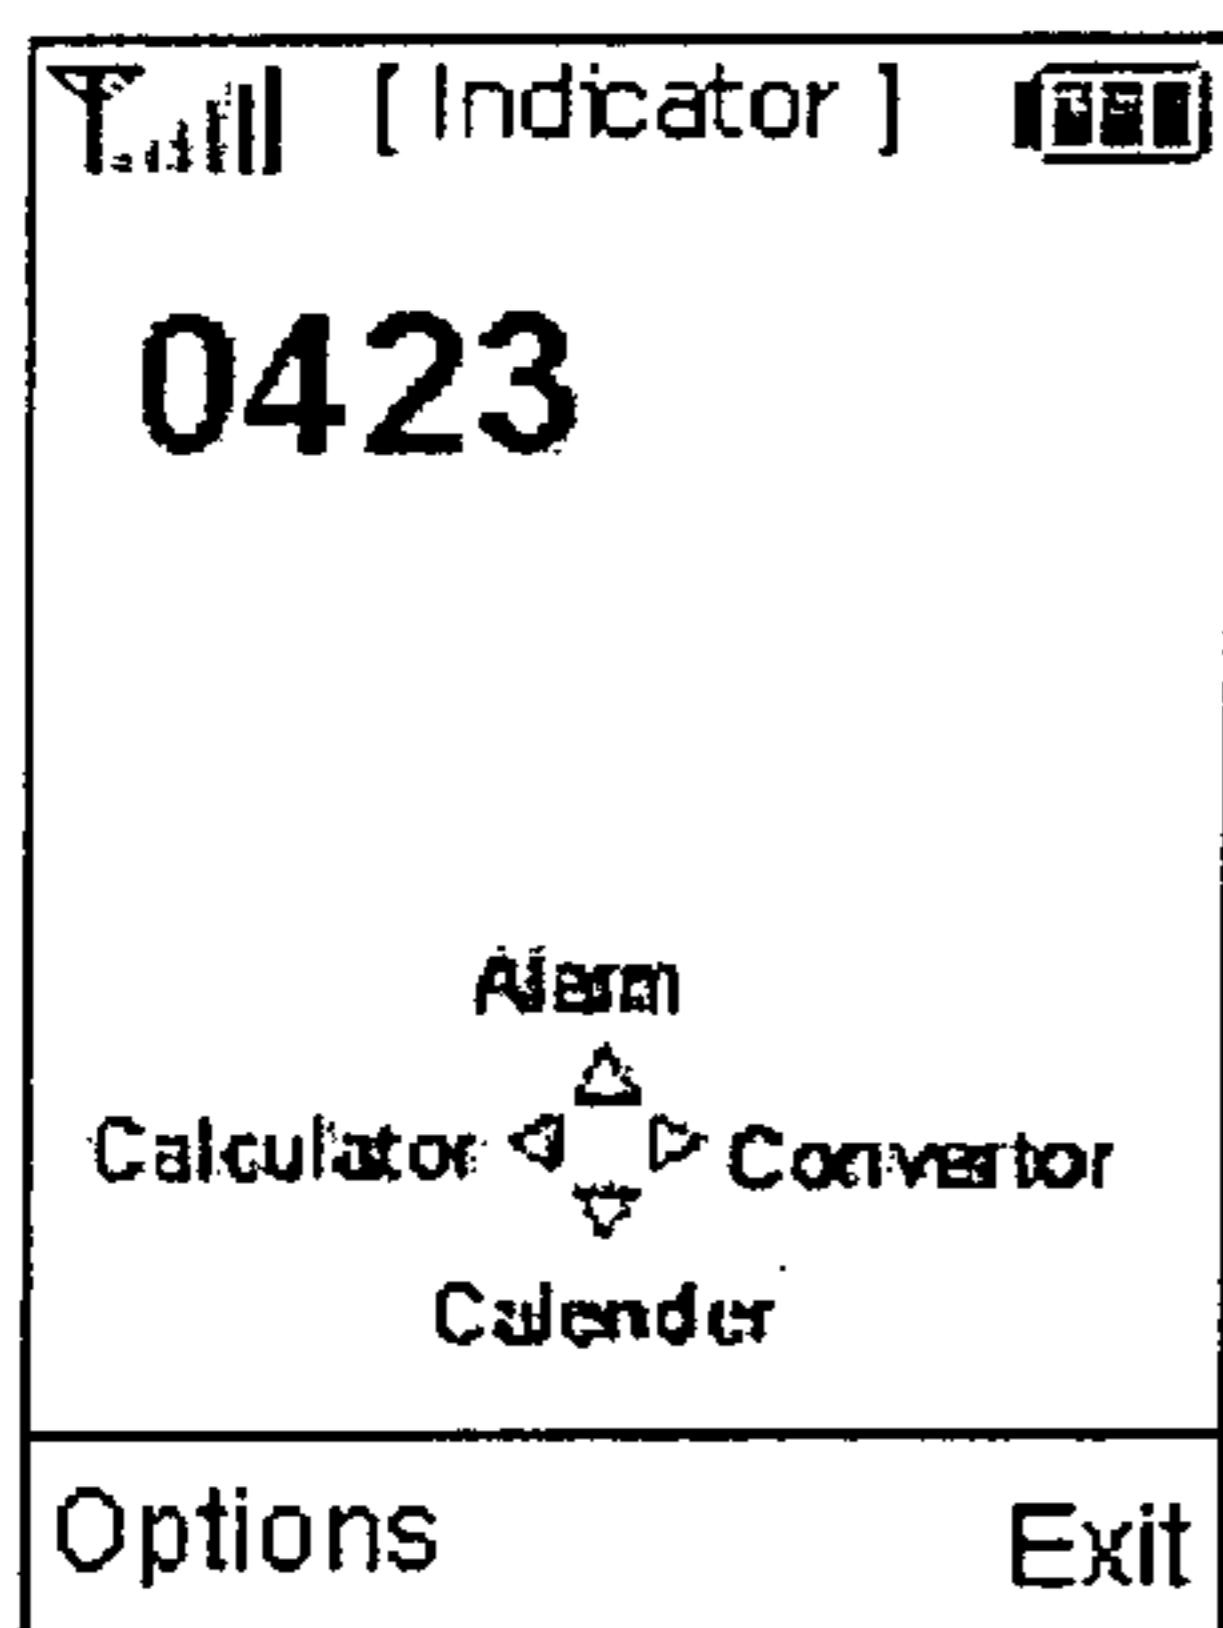 [ Indicator ]
0423
Alarm
Calculator Convertor
Calender
Options Exit